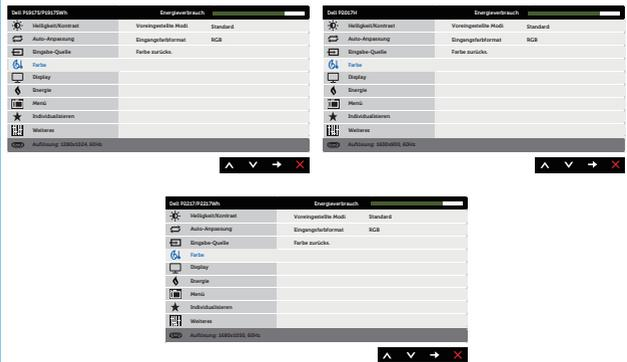 Dell P1917S/P1917SWh Energieverbrauch
Helligkeit/Kontrast Voreingestellte Modi Standard
Auto-Anpassung Eingangsfarbformat RGB
Eingabe-Quelle Farbe zurücks.
Farbe
Display
Energie
Menü
Individualisieren
Weiteres
Auflösung: 1280x1024, 60Hz
Dell P2017H Energieverbrauch
Helligkeit/Kontrast Voreingestellte Modi Standard
Auto-Anpassung Eingangsfarbformat RGB
Eingabe-Quelle Farbe zurücks.
Farbe
Display
Energie
Menü
Individualisieren
Weiteres
Auflösung: 1600x900, 60Hz
Dell P2217/P2217Wh Energieverbrauch
Helligkeit/Kontrast Voreingestellte Modi Standard
Auto-Anpassung Eingangsfarbformat RGB
Eingabe-Quelle Farbe zurücks.
Farbe
Display
Energie
Menü
Individualisieren
Weiteres
Auflösung: 1680x1050, 60Hz